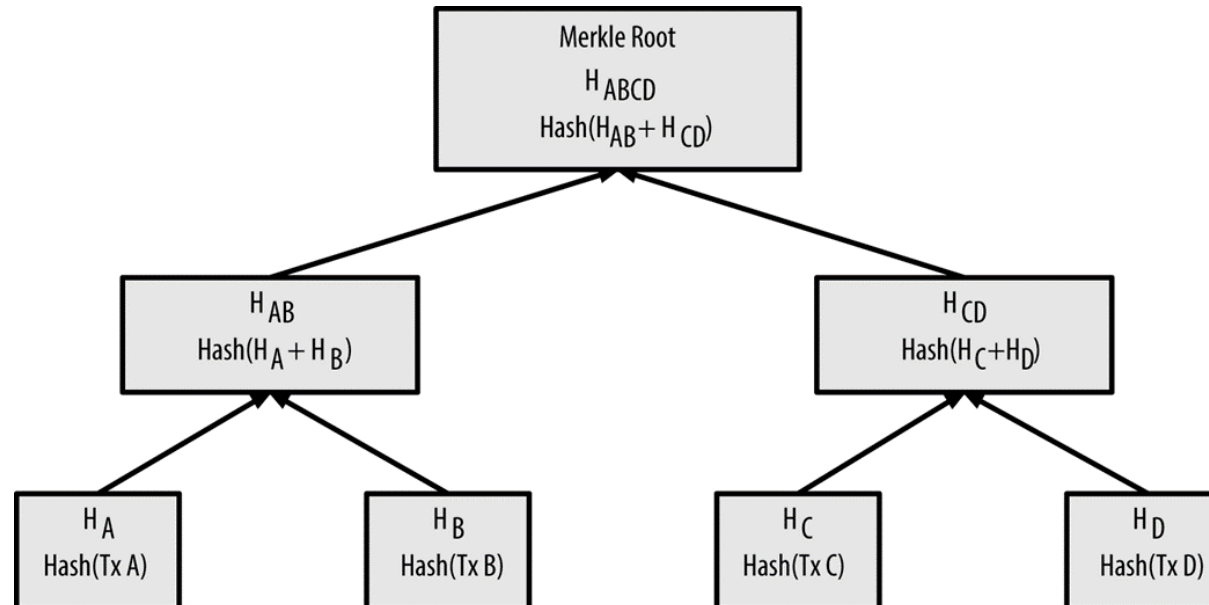 Merkle Root
H ABCD
Hash(H AB + H CD)
H AB
Hash(H A + H B)
H CD
Hash(H C+H D)
H A
Hash(Tx A)
H B
Hash(Tx B)
H C
Hash(Tx C)
H D
Hash(Tx D)